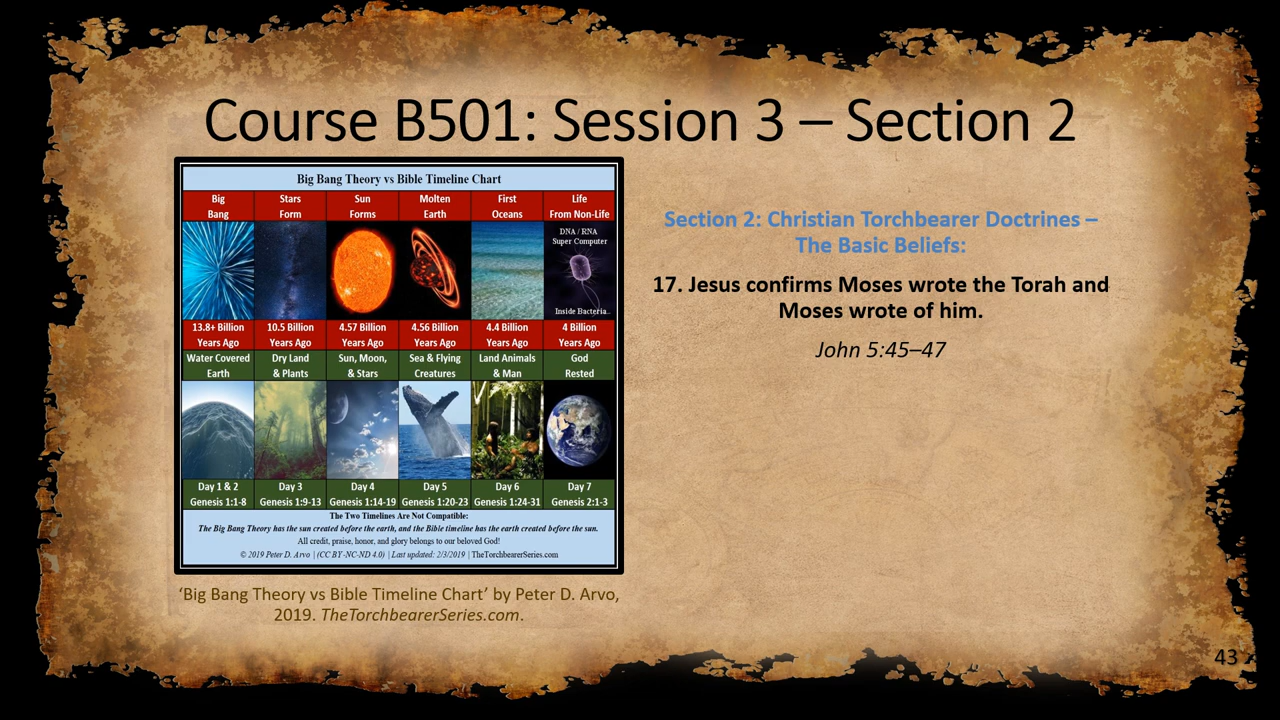 Course B501: Session 3 – Section 2
Big Bang Theory vs Bible Timeline Chart
Big Bang
Stars Form
Sun Forms
Molten Earth
First Oceans
Life From Non-Life
DNA / RNA
Super Computer
Inside Bacteria..
13.8+ Billion Years Ago
10.5 Billion Years Ago
4.57 Billion Years Ago
4.56 Billion Years Ago
4.4 Billion Years Ago
4 Billion Years Ago
Water Covered Earth
Dry Land & Plants
Sun, Moon, & Stars
Sea & Flying Creatures
Land Animals & Man
God Rested
Day 1 & 2 Genesis 1:1-8
Day 3 Genesis 1:9-13
Day 4 Genesis 1:14-19
Day 5 Genesis 1:20-23
Day 6 Genesis 1:24-31
Day 7 Genesis 2:1-3
The Two Timelines Are Not Compatible:
The Big Bang Theory has the sun created before the earth, and the Bible timeline has the earth created before the sun.
All credit, praise, honor, and glory belongs to our beloved God!
© 2019 Peter D. Arvo | (CC BY-NC-ND 4.0) | Last updated: 2/3/2019 | TheTorchbearerSeries.com
‘Big Bang Theory vs Bible Timeline Chart’ by Peter D. Arvo,
2019. TheTorchbearerSeries.com.
Section 2: Christian Torchbearer Doctrines –
The Basic Beliefs:
17. Jesus confirms Moses wrote the Torah and
Moses wrote of him.
John 5:45–47
43